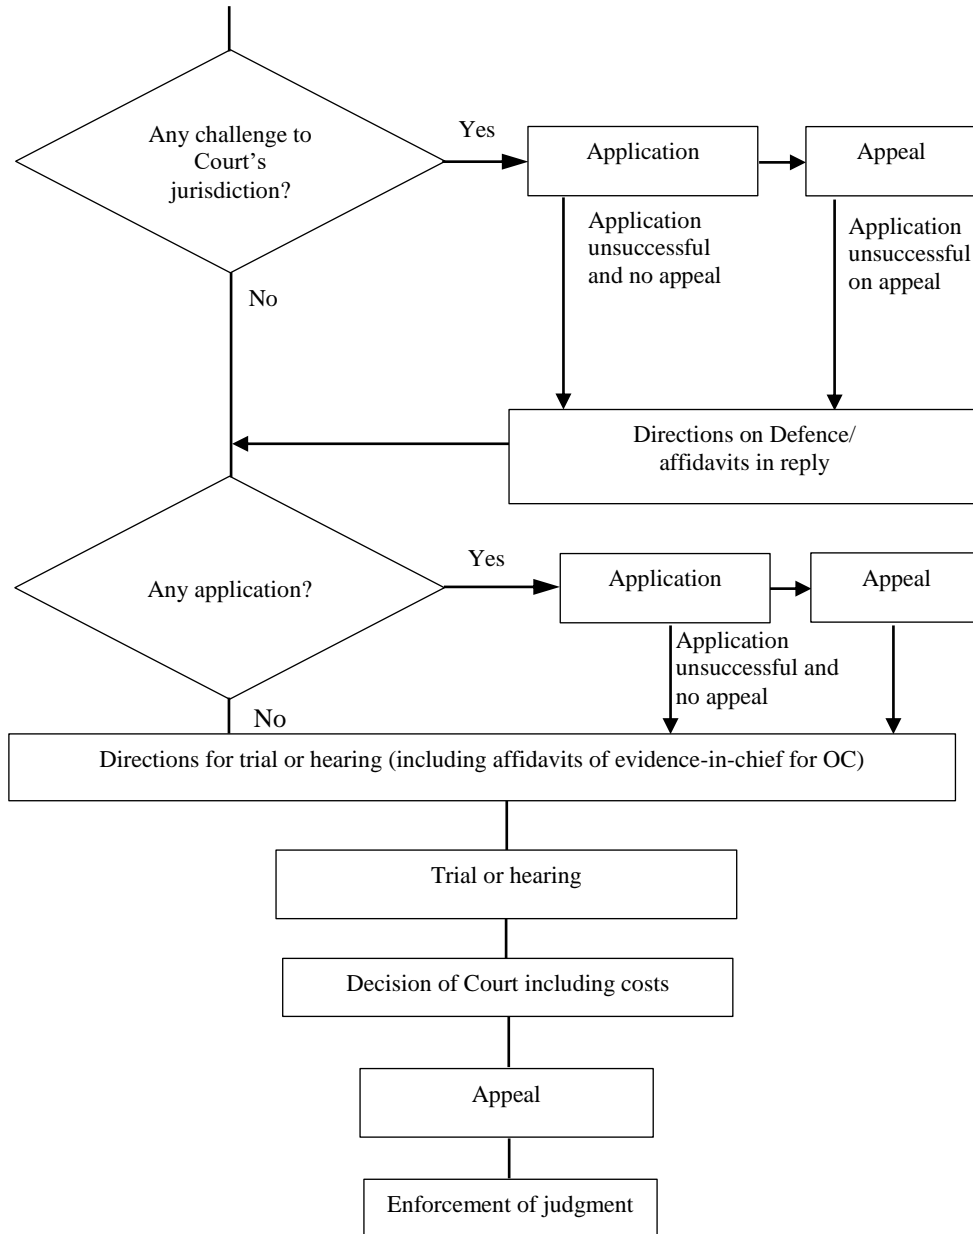 Any challenge to
Court's
jurisdiction?
Yes
Application
Appeal
Application
unsuccessful
and no appeal
Application
unsuccessful
on appeal
No
Directions on Defence/
affidavits in reply
Any application?
Yes
Application
Appeal
Application
unsuccessful and
no appeal
No
Directions for trial or hearing (including affidavits of evidence-in-chief for OC)
Trial or hearing
Decision of Court including costs
Appeal
Enforcement of judgment